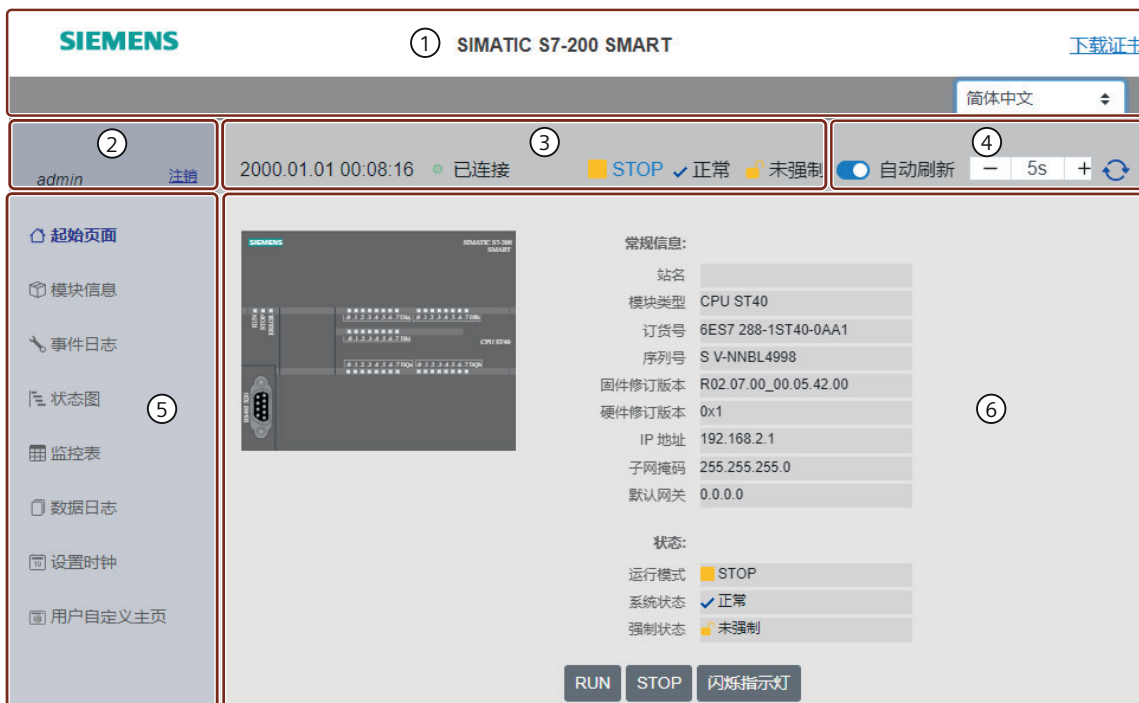 SIEMENS
① SIMATIC S7-200 SMART
下载证书
简体中文
②
admin 注销
③
2000.01.01 00:08:16 已连接 STOP 正常 未强制
④
自动刷新 − 5s +
起始页面
模块信息
事件日志
状态图
⑤
监控表
数据日志
设置时钟
用户自定义主页
SIEMENS
SIMATIC S7-200
SMART
RUN
STOP
ERROR
CPU ST40
常规信息:
站名
模块类型 CPU ST40
订货号 6ES7 288-1ST40-0AA1
序列号 S V-NNBL4998
固件修订版本 R02.07.00_00.05.42.00
硬件修订版本 0x1
⑥
IP 地址 192.168.2.1
子网掩码 255.255.255.0
默认网关 0.0.0.0
状态:
运行模式 STOP
系统状态 正常
强制状态 未强制
RUN STOP 闪烁指示灯